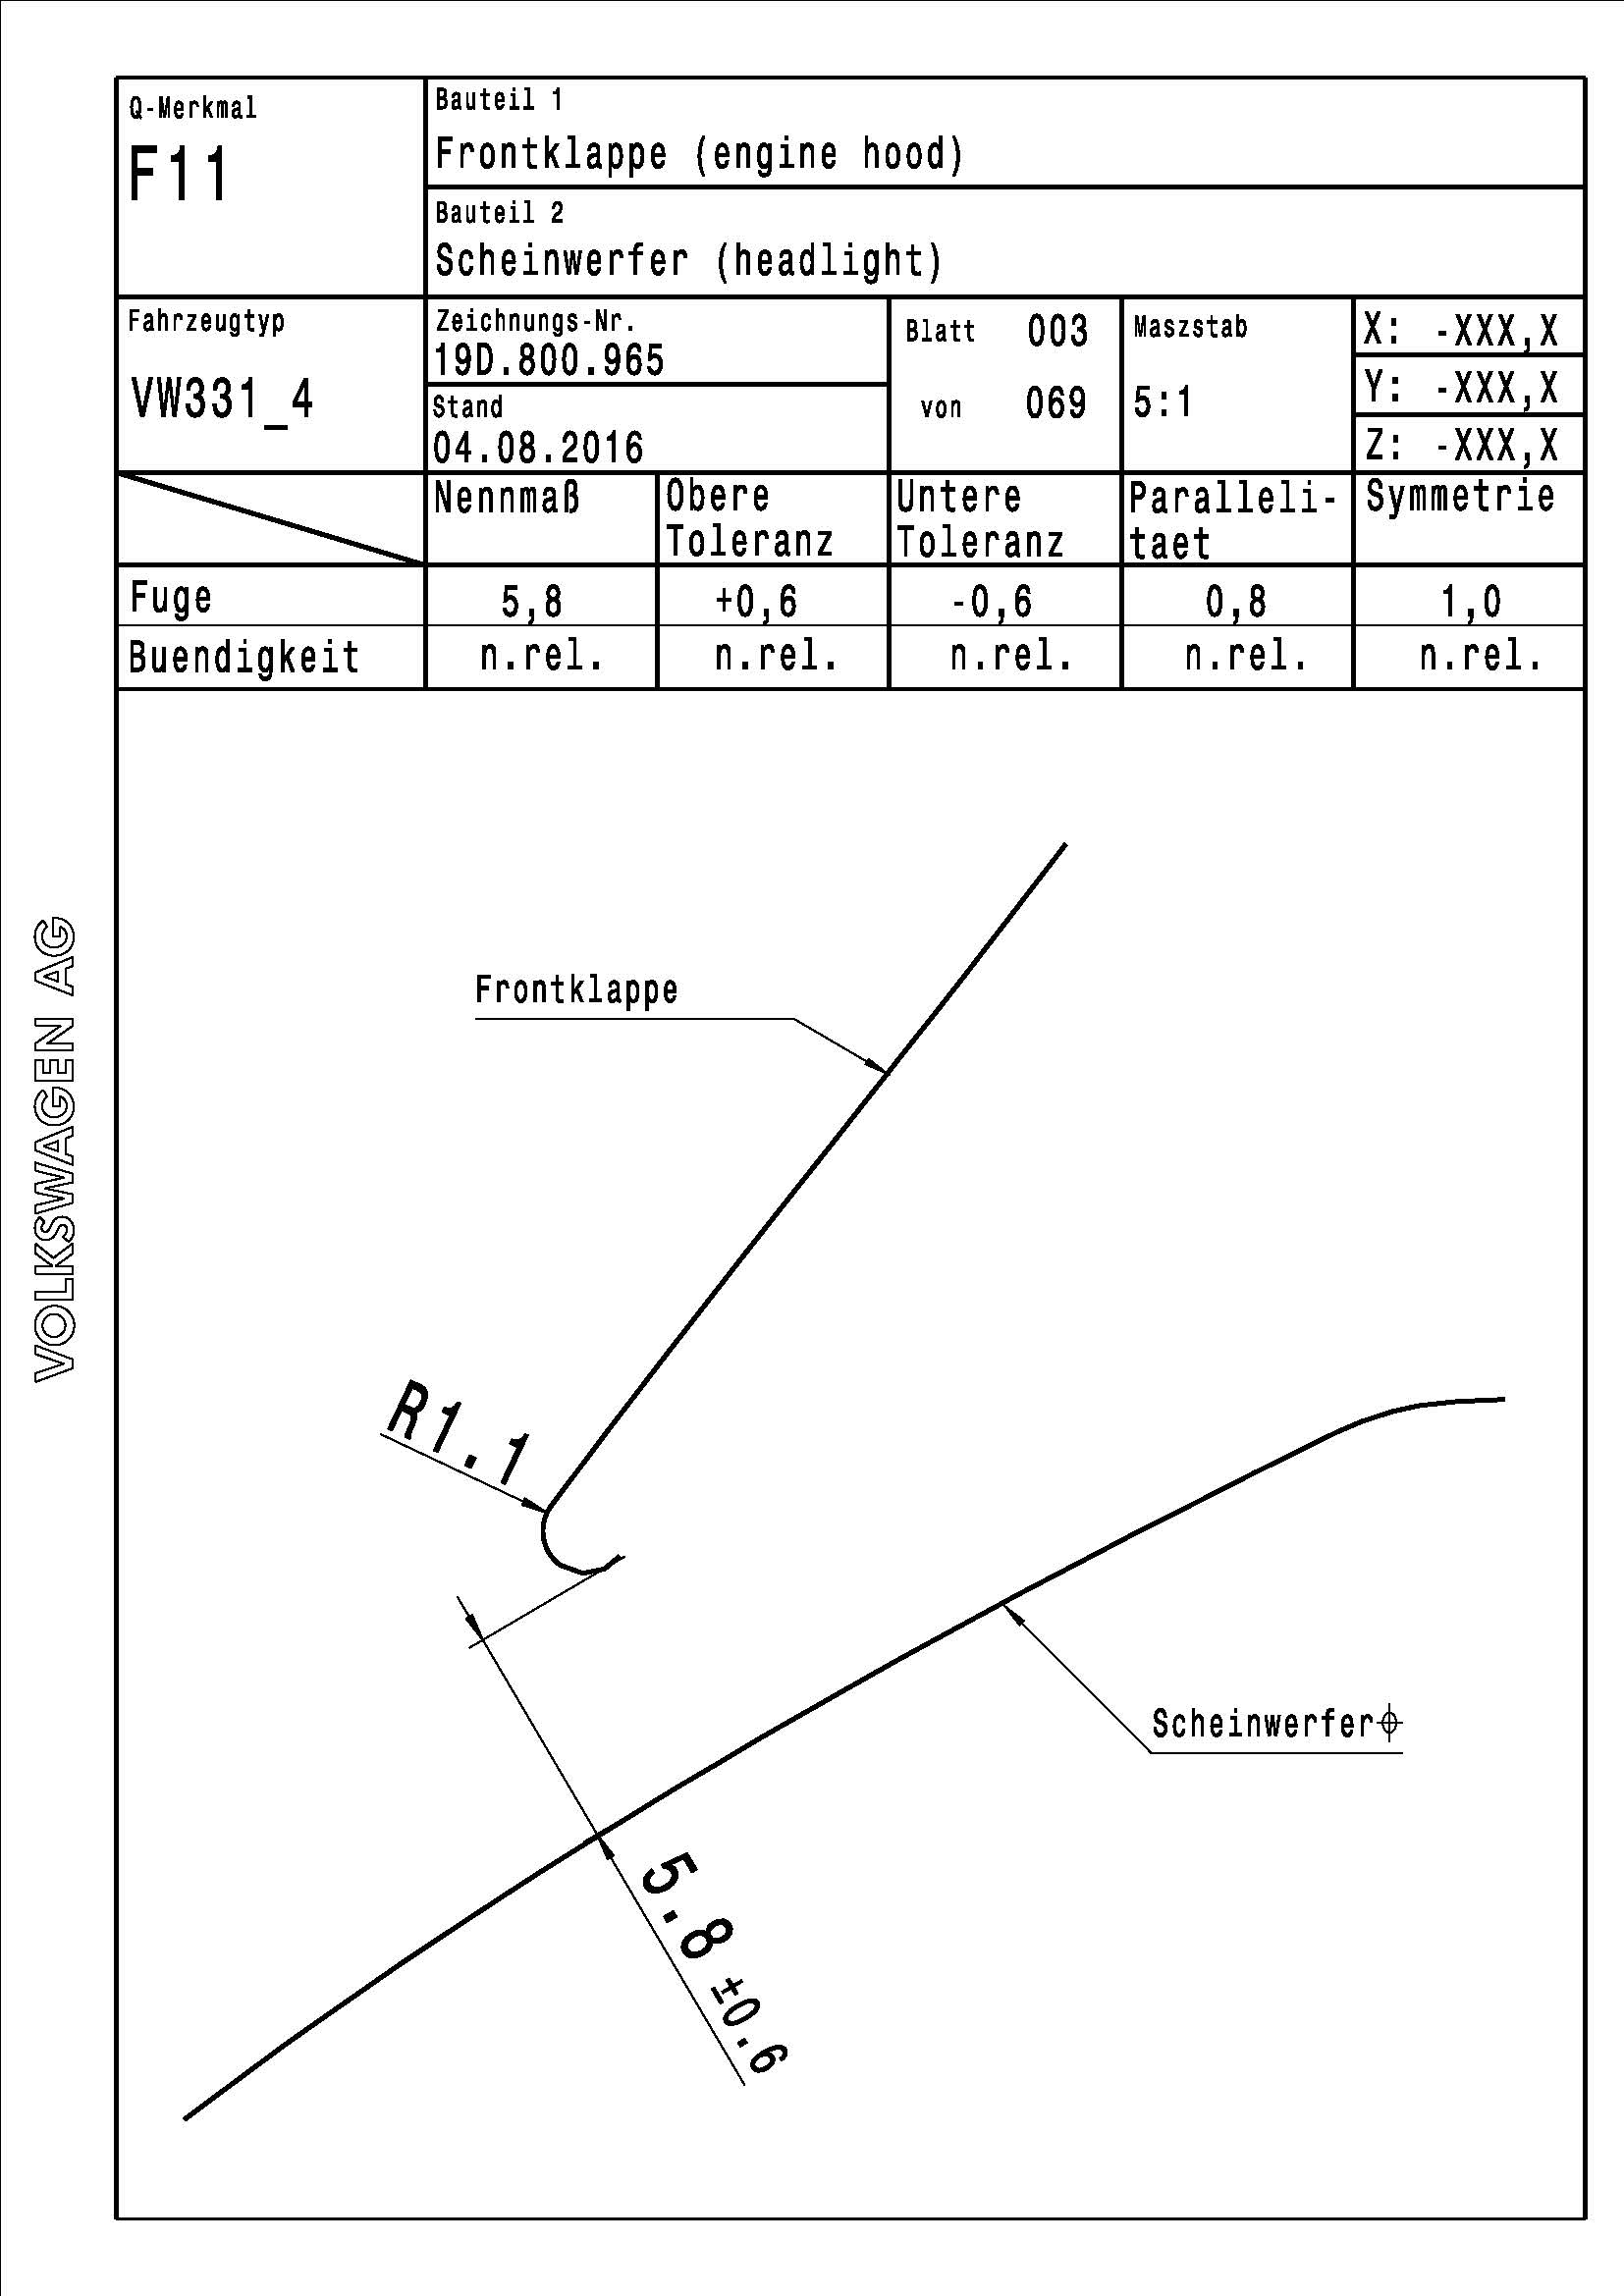 Q-Merkmal
F11
Bauteil 1
Frontklappe (engine hood)
Bauteil 2
Scheinwerfer (headlight)
Fahrzeugtyp
VW331_4
Zeichnungs-Nr.
19D.800.965
Stand
04.08.2016
Blatt 003
von 069
Maszstab
5:1
X: -XXX,X
Y: -XXX,X
Z: -XXX,X
Nennmaß
Obere
Toleranz
Untere
Toleranz
Paralleli-
taet
Symmetrie
Fuge 5,8 +0,6 -0,6 0,8 1,0
Buendigkeit n.rel. n.rel. n.rel. n.rel. n.rel.
VOLKSWAGEN AG
Frontklappe
R1.1
Scheinwerfer⌖
5.8 ±0.6